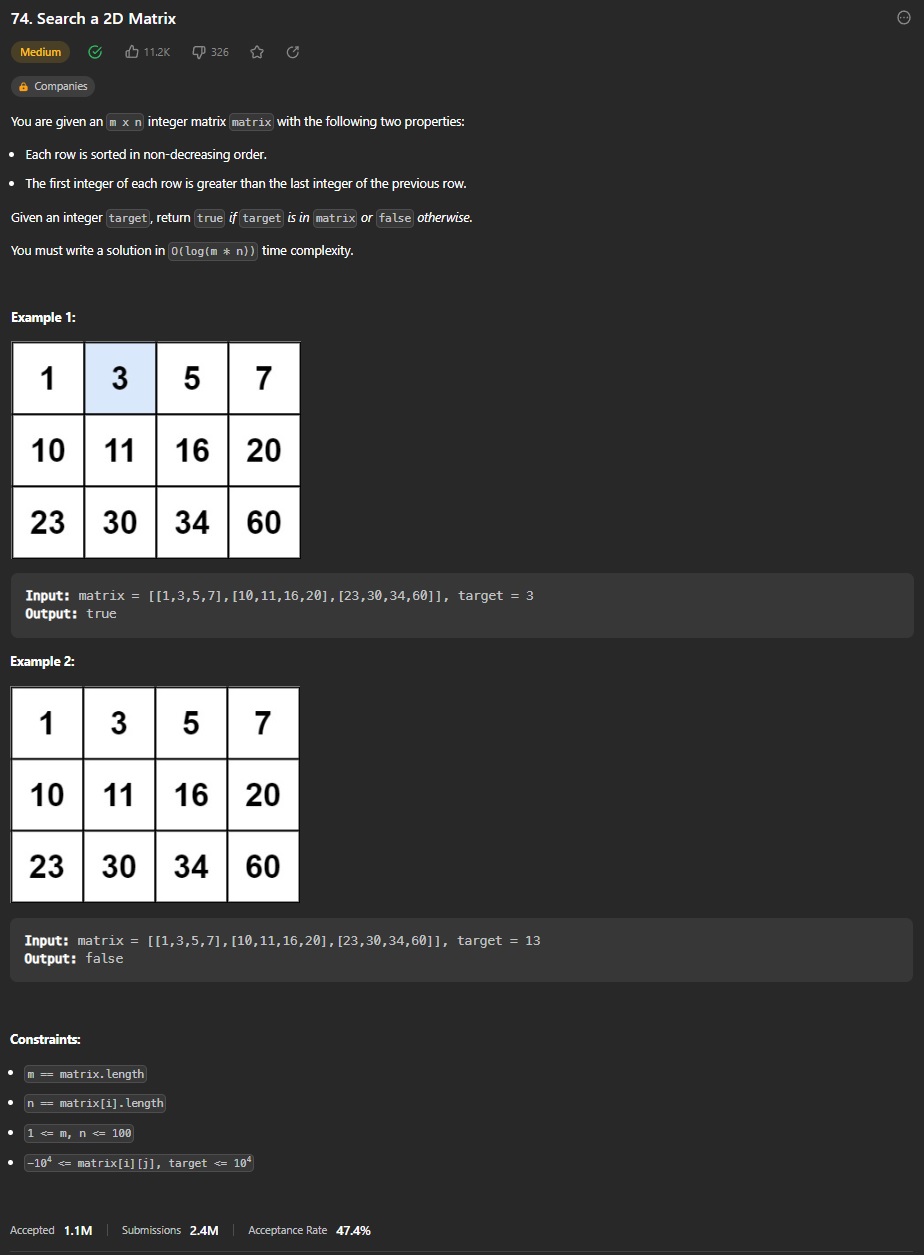 74. Search a 2D Matrix
Medium 11.2K 326
Companies
You are given an m x n integer matrix matrix with the following two properties:
• Each row is sorted in non-decreasing order.
• The first integer of each row is greater than the last integer of the previous row.
Given an integer target, return true if target is in matrix or false otherwise.
You must write a solution in O(log(m * n)) time complexity.
Example 1:
1 3 5 7
10 11 16 20
23 30 34 60
Input: matrix = [[1,3,5,7],[10,11,16,20],[23,30,34,60]], target = 3
Output: true
Example 2:
1 3 5 7
10 11 16 20
23 30 34 60
Input: matrix = [[1,3,5,7],[10,11,16,20],[23,30,34,60]], target = 13
Output: false
Constraints:
• m == matrix.length
• n == matrix[i].length
• 1 <= m, n <= 100
• -10⁴ <= matrix[i][j], target <= 10⁴
Accepted 1.1M Submissions 2.4M Acceptance Rate 47.4%